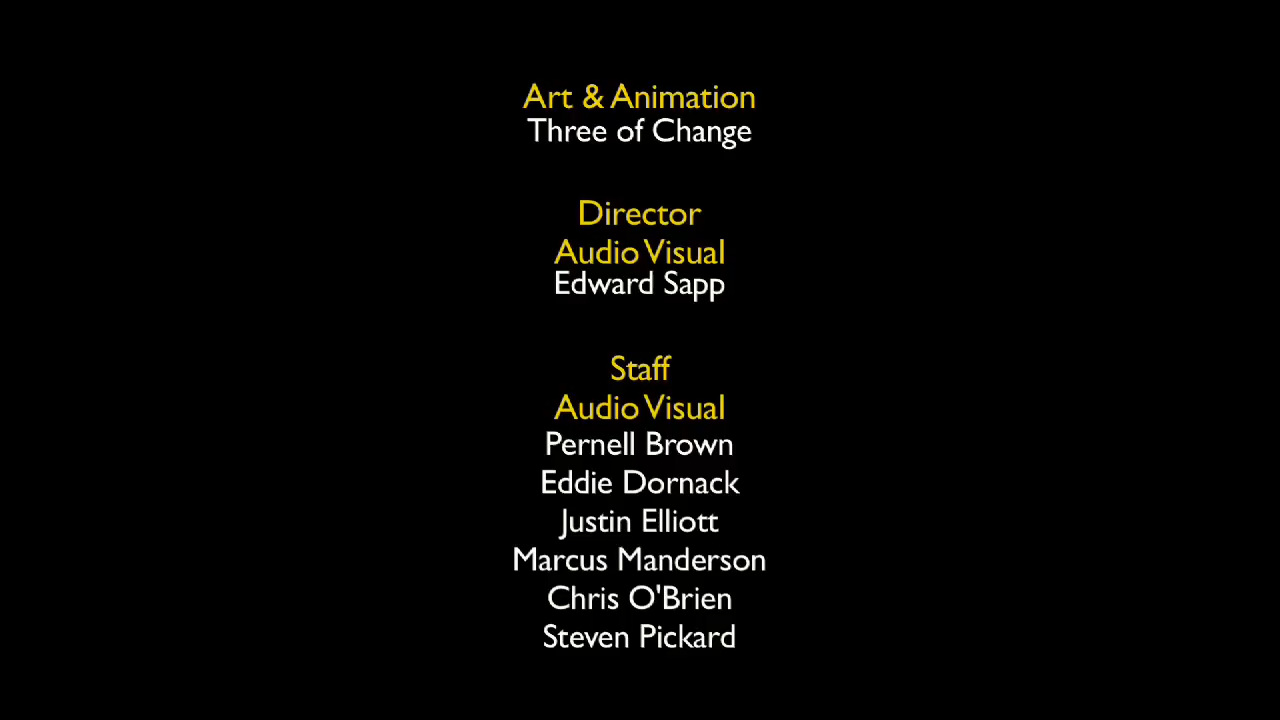 Art & Animation
Three of Change
Director
Audio Visual
Edward Sapp
Staff
Audio Visual
Pernell Brown
Eddie Dornack
Justin Elliott
Marcus Manderson
Chris O'Brien
Steven Pickard